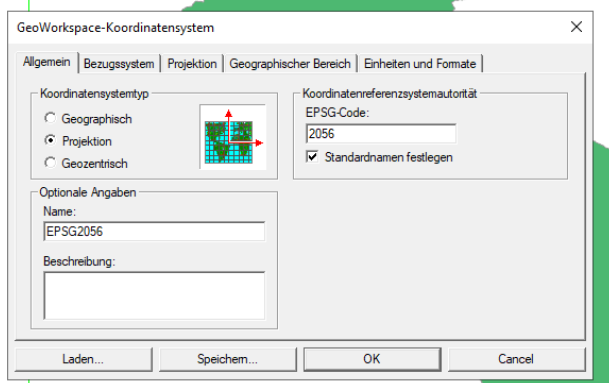 GeoWorkspace-Koordinatensystem
Allgemein Bezugssystem Projektion Geographischer Bereich Einheiten und Formate
Koordinatensystemtyp
Geographisch
Projektion
Geozentrisch
Koordinatenreferenzsystemautorität
EPSG-Code:
2056
Standardnamen festlegen
Optionale Angaben
Name:
EPSG2056
Beschreibung:
Laden... Speichern... OK Cancel